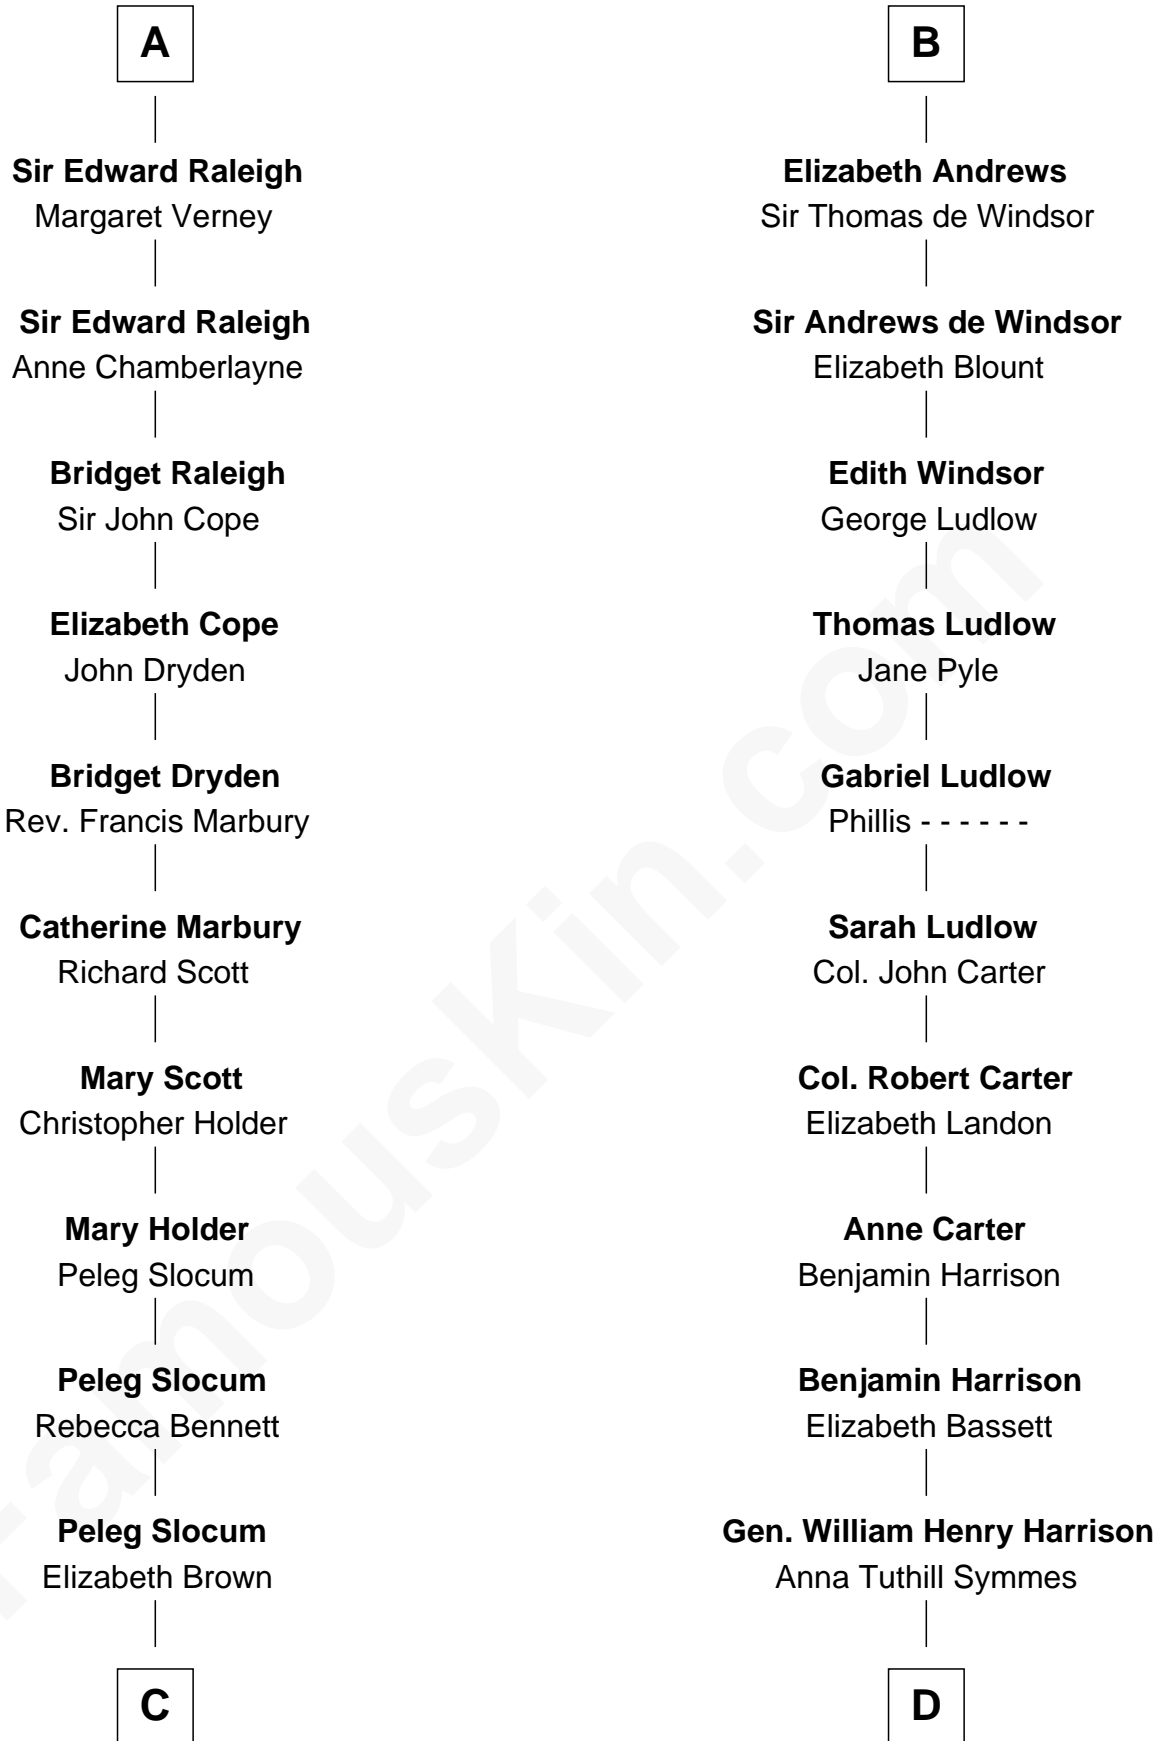 A
Sir Edward Raleigh
Margaret Verney
Sir Edward Raleigh
Anne Chamberlayne
Bridget Raleigh
Sir John Cope
Elizabeth Cope
John Dryden
Bridget Dryden
Rev. Francis Marbury
Catherine Marbury
Richard Scott
Mary Scott
Christopher Holder
Mary Holder
Peleg Slocum
Peleg Slocum
Rebecca Bennett
Peleg Slocum
Elizabeth Brown
C
B
Elizabeth Andrews
Sir Thomas de Windsor
Sir Andrews de Windsor
Elizabeth Blount
Edith Windsor
George Ludlow
Thomas Ludlow
Jane Pyle
Gabriel Ludlow
Phillis - - - - - -
Sarah Ludlow
Col. John Carter
Col. Robert Carter
Elizabeth Landon
Anne Carter
Benjamin Harrison
Benjamin Harrison
Elizabeth Bassett
Gen. William Henry Harrison
Anna Tuthill Symmes
D
FamousKin.com